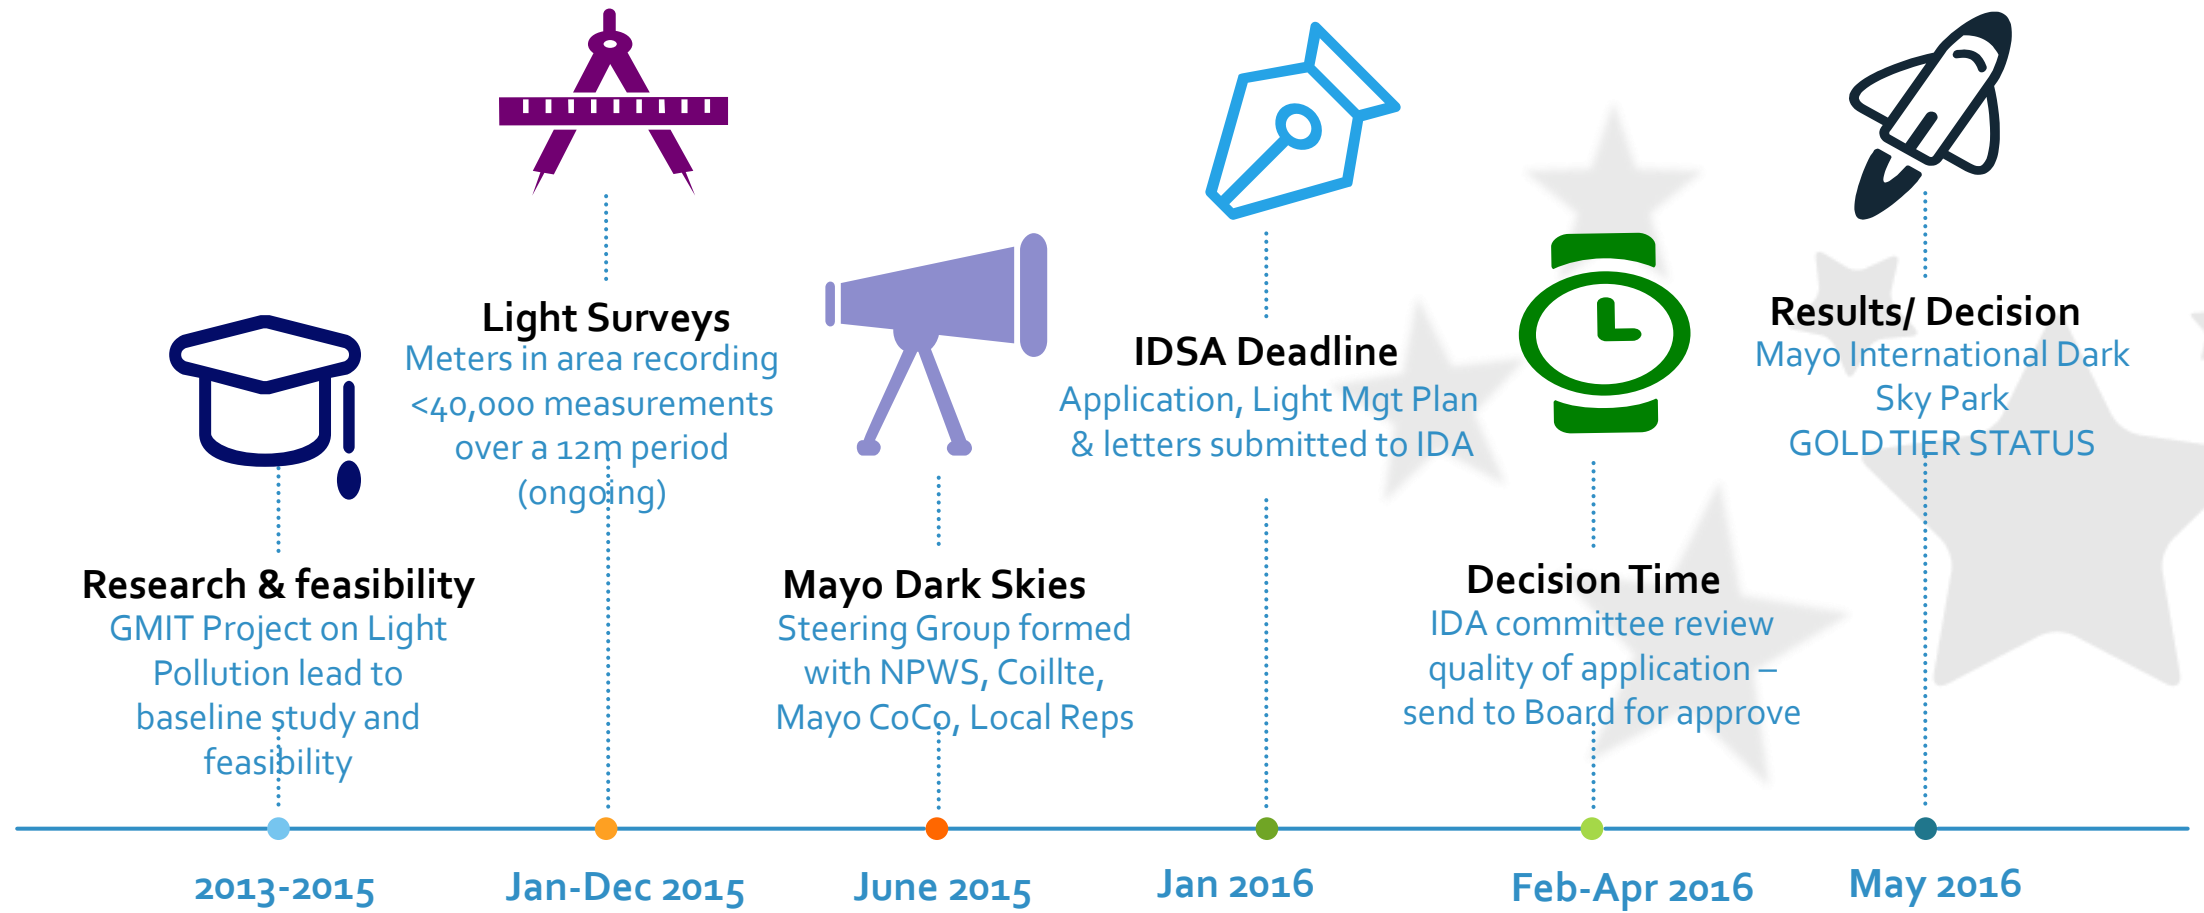 Research & feasibility
GMIT Project on Light
Pollution lead to
baseline study and
feasibility
2013-2015
Light Surveys
Meters in area recording
<40,000 measurements
over a 12m period
(ongoing)
Jan-Dec 2015
Mayo Dark Skies
Steering Group formed
with NPWS, Coillte,
Mayo CoCo, Local Reps
June 2015
IDSA Deadline
Application, Light Mgt Plan
& letters submitted to IDA
Jan 2016
Decision Time
IDA committee review
quality of application –
send to Board for approve
Feb-Apr 2016
Results/ Decision
Mayo International Dark
Sky Park
GOLD TIER STATUS
May 2016